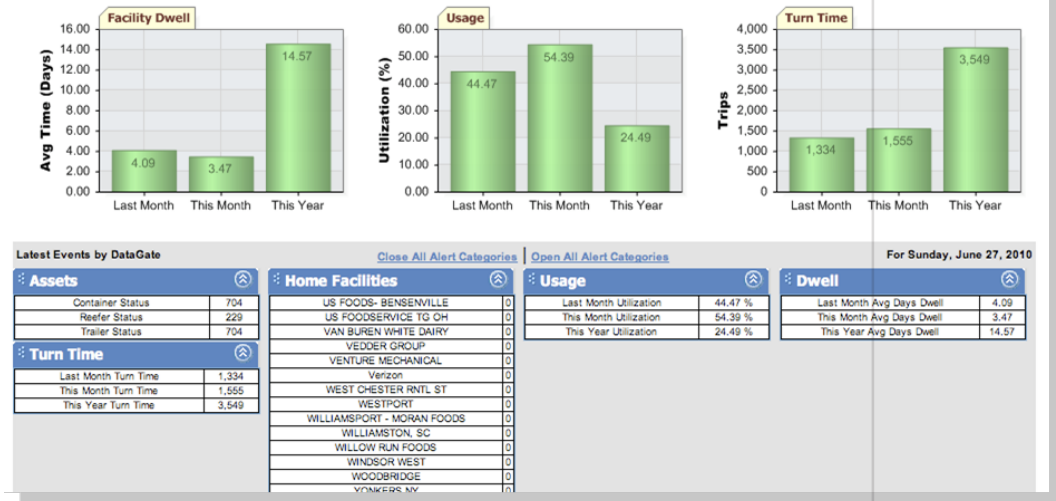 Facility Dwell
16.00
14.00
12.00
10.00
8.00
6.00
4.00
2.00
0.00
Avg Time (Days)
4.09
3.47
14.57
Last Month This Month This Year
Usage
60.00
50.00
40.00
30.00
20.00
10.00
0.00
Utilization (%)
44.47
54.39
24.49
Last Month This Month This Year
Turn Time
4,000
3,500
3,000
2,500
2,000
1,500
1,000
500
0
Trips
1,334
1,555
3,549
Last Month This Month This Year
Latest Events by DataGate
Close All Alert Categories Open All Alert Categories
For Sunday, June 27, 2010
Assets
Container Status 704
Reefer Status 229
Trailer Status 704
Turn Time
Last Month Turn Time 1,334
This Month Turn Time 1,555
This Year Turn Time 3,549
Home Facilities
US FOODS- BENSENVILLE 0
US FOODSERVICE TG OH 0
VAN BUREN WHITE DAIRY 0
VEDDER GROUP 0
VENTURE MECHANICAL 0
Verizon 0
WEST CHESTER RNTL ST 0
WESTPORT 0
WILLIAMSPORT - MORAN FOODS 0
WILLIAMSTON, SC 0
WILLOW RUN FOODS 0
WINDSOR WEST 0
WOODBRIDGE 0
YONKERS NY 0
Usage
Last Month Utilization 44.47 %
This Month Utilization 54.39 %
This Year Utilization 24.49 %
Dwell
Last Month Avg Days Dwell 4.09
This Month Avg Days Dwell 3.47
This Year Avg Days Dwell 14.57